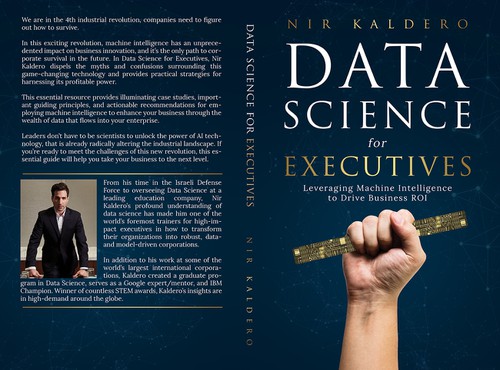 We are in the 4th industrial revolution, companies need to figure
out how to survive.
In this exciting revolution, machine intelligence has an unprece-
dented impact on business innovation, and it's the only path to cor-
porate survival in the future. In Data Science for Executives, Nir
Kaldero dispels the myths and confusions surrounding this
game-changing technology and provides practical strategies for
harnessing its profitable power.
This essential resource provides illuminating case studies, import-
ant guiding principles, and actionable recommendations for em-
ploying machine intelligence to enhance your business through the
wealth of data that flows into your enterprise.
Leaders don't have to be scientists to unlock the power of AI tech-
nology, that is already radically altering the industrial landscape. If
you're ready to meet the challenges of this new revolution, this es-
sential guide will help you take your business to the next level.
From his time in the Israeli Defense
Force to overseeing Data Science at a
leading education company, Nir
Kaldero's profound understanding of
data science has made him one of the
world's foremost trainers for high-im-
pact executives in how to transform
their organizations into robust, data-
and model-driven corporations.
In addition to his work at some of the
world's largest international corpora-
tions, Kaldero created a graduate pro-
gram in Data Science, serves as a Google expert/mentor, and IBM
Champion. Winner of countless STEM awards, Kaldero's insights are
in high-demand around the globe.
DATA SCIENCE FOR EXECUTIVES NIR KALDERO
NIR KALDERO
DATA
SCIENCE
for
EXECUTIVES
Leveraging Machine Intelligence
to Drive Business ROI